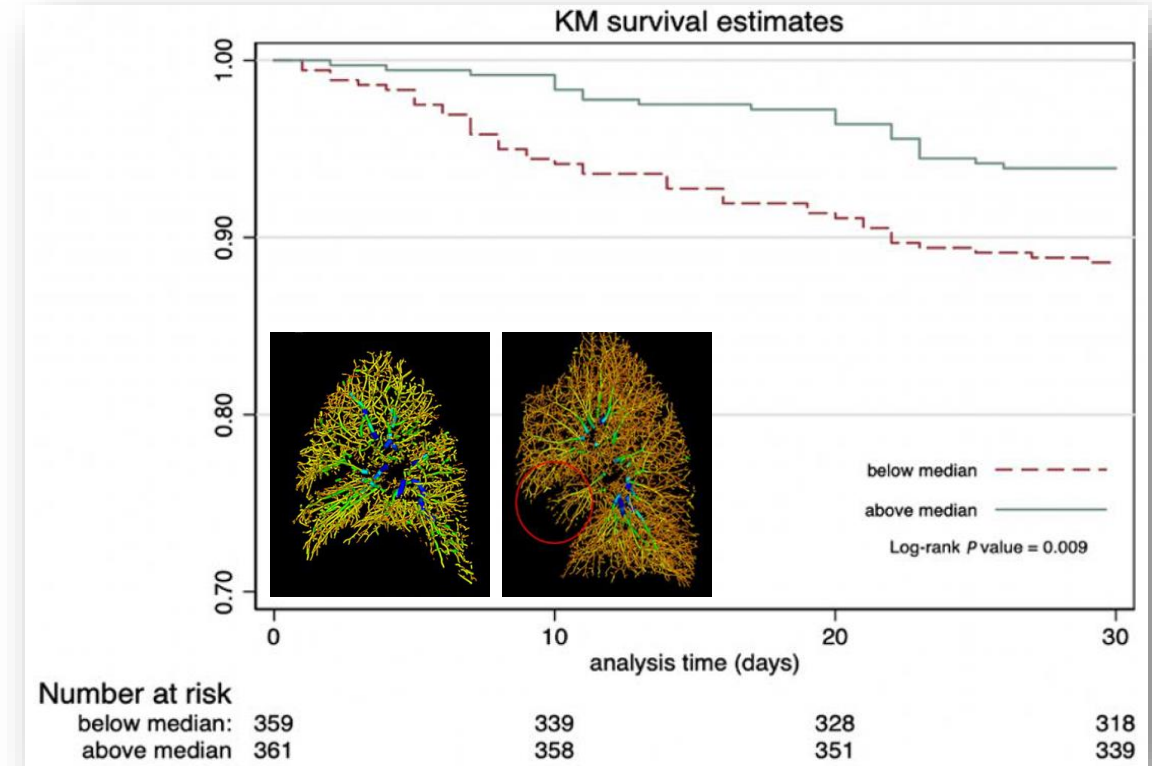 KM survival estimates
1.00
0.90
0.80
0.70
below median
above median
Log-rank P value = 0.009
0 10 20 30
analysis time (days)
Number at risk
below median: 359 339 328 318
above median 361 358 351 339